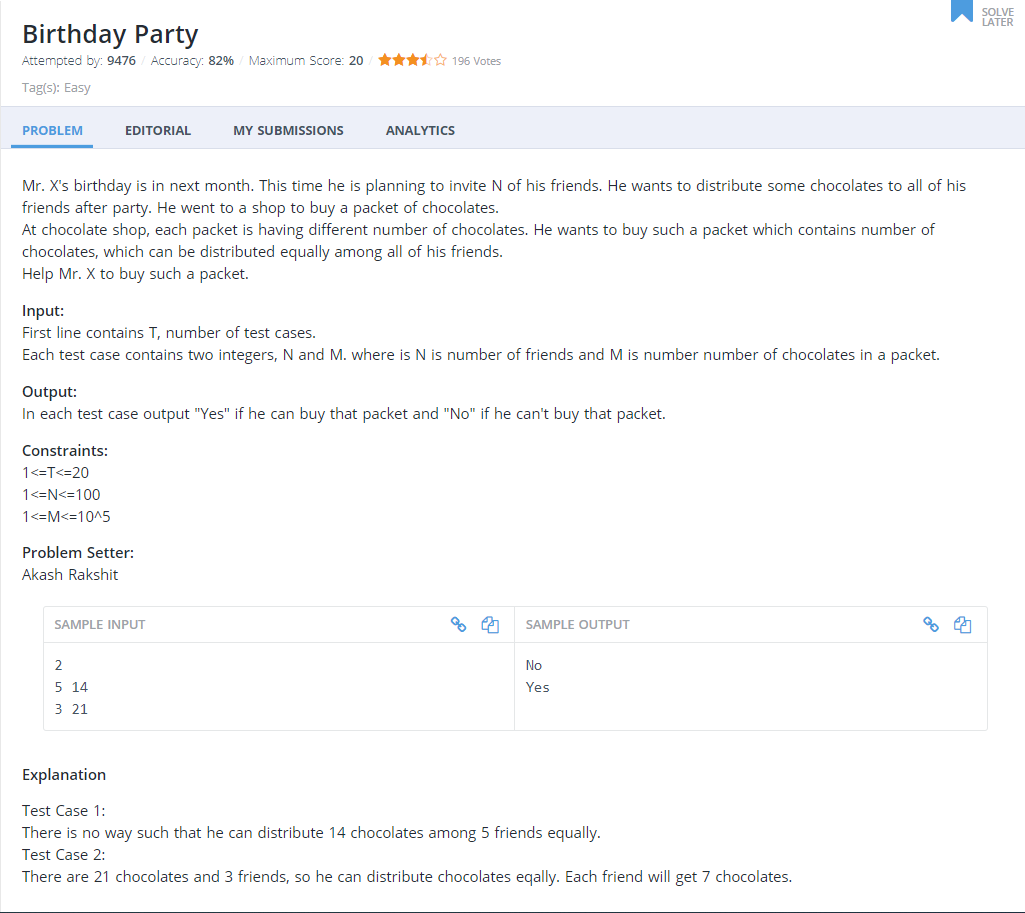 Birthday Party
SOLVE
LATER
Attempted by: 9476 / Accuracy: 82% / Maximum Score: 20 / 196 Votes
Tag(s): Easy
PROBLEM EDITORIAL MY SUBMISSIONS ANALYTICS
Mr. X's birthday is in next month. This time he is planning to invite N of his friends. He wants to distribute some chocolates to all of his
friends after party. He went to a shop to buy a packet of chocolates.
At chocolate shop, each packet is having different number of chocolates. He wants to buy such a packet which contains number of
chocolates, which can be distributed equally among all of his friends.
Help Mr. X to buy such a packet.
Input:
First line contains T, number of test cases.
Each test case contains two integers, N and M. where is N is number of friends and M is number number of chocolates in a packet.
Output:
In each test case output "Yes" if he can buy that packet and "No" if he can't buy that packet.
Constraints:
1<=T<=20
1<=N<=100
1<=M<=10^5
Problem Setter:
Akash Rakshit
SAMPLE INPUT
2
5 14
3 21
SAMPLE OUTPUT
No
Yes
Explanation
Test Case 1:
There is no way such that he can distribute 14 chocolates among 5 friends equally.
Test Case 2:
There are 21 chocolates and 3 friends, so he can distribute chocolates eqally. Each friend will get 7 chocolates.